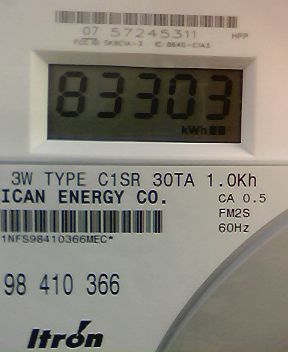 07 57245311 HPP
83303
kWh
3W TYPE C1SR 30TA 1.0Kh
ICAN ENERGY CO. CA 0.5
FM2S
1NFS98410366MEC* 60Hz
98 410 366
Itron